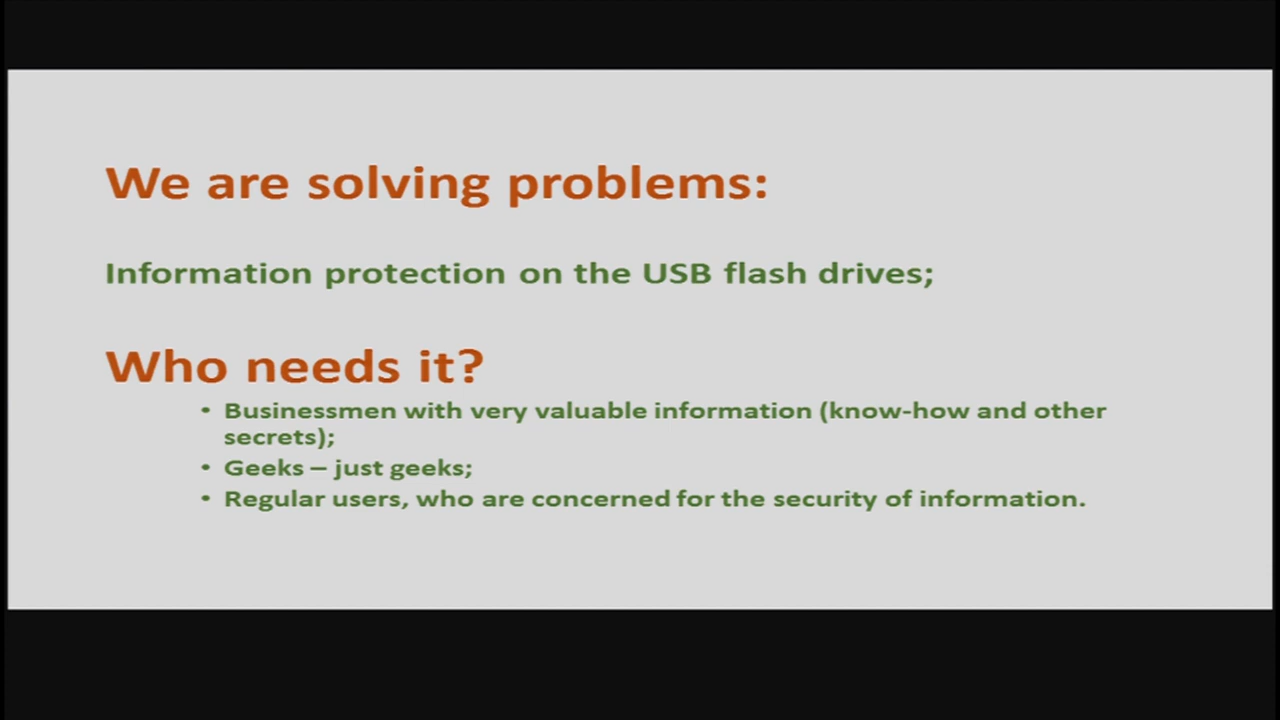 We are solving problems:
Information protection on the USB flash drives;
Who needs it?
• Businessmen with very valuable information (know-how and other
secrets);
• Geeks – just geeks;
• Regular users, who are concerned for the security of information.